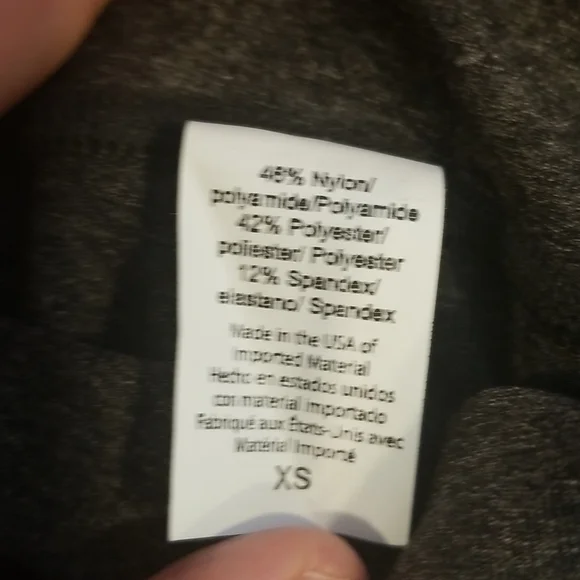 46% Nylon/
polyamide/Polyamide
42% Polyester/
poliester/ Polyester
12% Spandex/
elastano/ Spandex
Made in the USA of
Imported Material
Hecho en estados unidos
con material importado
Fabriqué aux États-Unis avec
Matérial Importé
XS